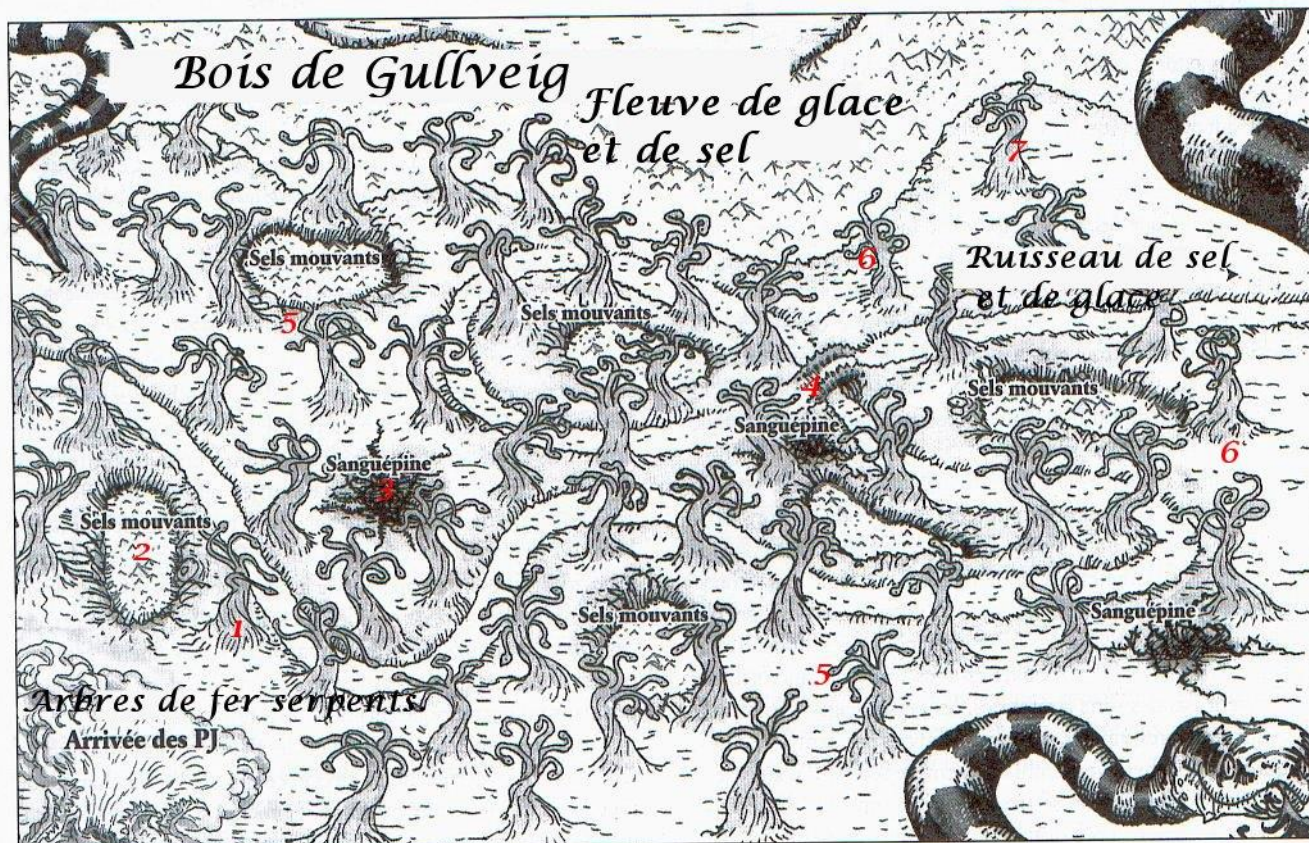 Bois de Gullveig
Fleuve de glace
et de sel
7
Sels mouvants
6
Ruisseau de sel
et de glace
5
Sels mouvants
4
Sels mouvants
Sanguépine
6
Sanguépine
3
Sels mouvants
2
1
Sels mouvants
Sanguépine
5
Arbres de fer serpents.
Arrivée des PJ